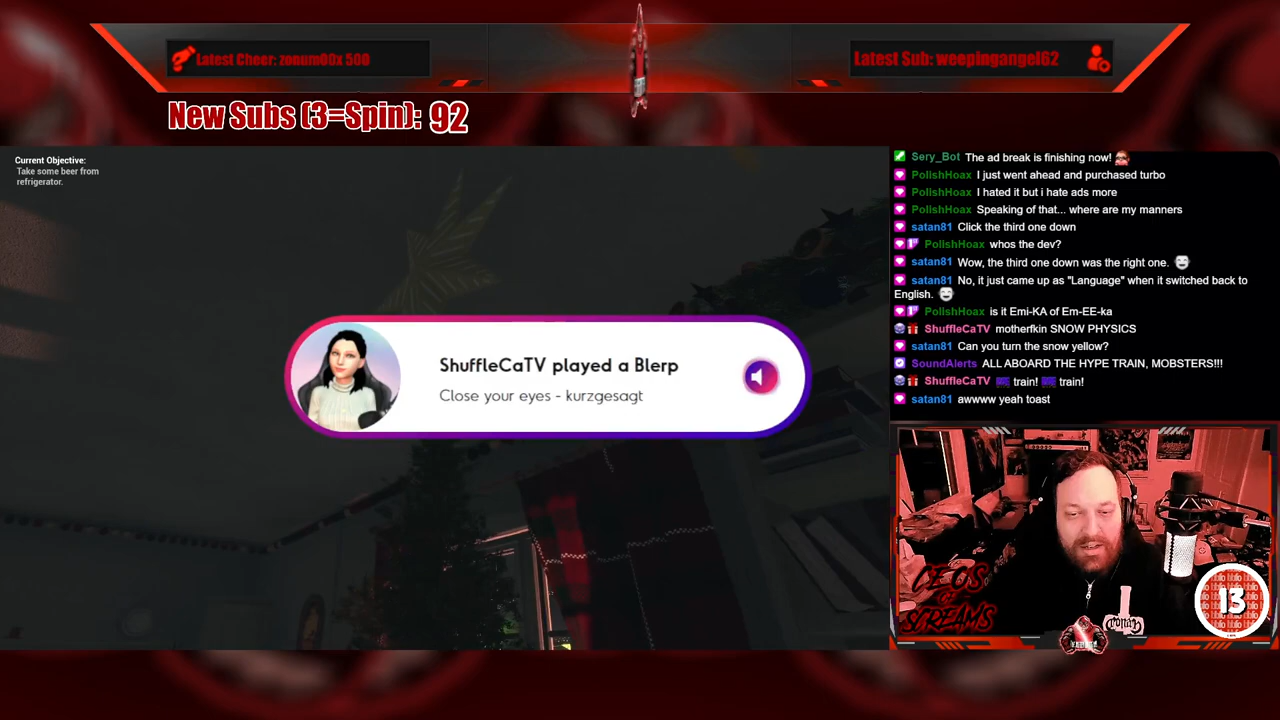 Latest Cheer: zonum00x 500
Latest Sub: weepingangel62
New Subs (3=Spin): 92
Current Objective:
Take some beer from
refrigerator.
ShuffleCaTV played a Blerp
Close your eyes - kurzgesagt
Sery_Bot The ad break is finishing now!
PolishHoax I just went ahead and purchased turbo
PolishHoax I hated it but i hate ads more
PolishHoax Speaking of that... where are my manners
satan81 Click the third one down
PolishHoax whos the dev?
satan81 Wow, the third one down was the right one.
satan81 No, it just came up as "Language" when it switched back to
English.
PolishHoax is it Emi-KA of Em-EE-ka
ShuffleCaTV motherfkin SNOW PHYSICS
satan81 Can you turn the snow yellow?
SoundAlerts ALL ABOARD THE HYPE TRAIN, MOBSTERS!!!
ShuffleCaTV train! train!
satan81 awwww yeah toast
CEOS
OF
SCREAMS
13